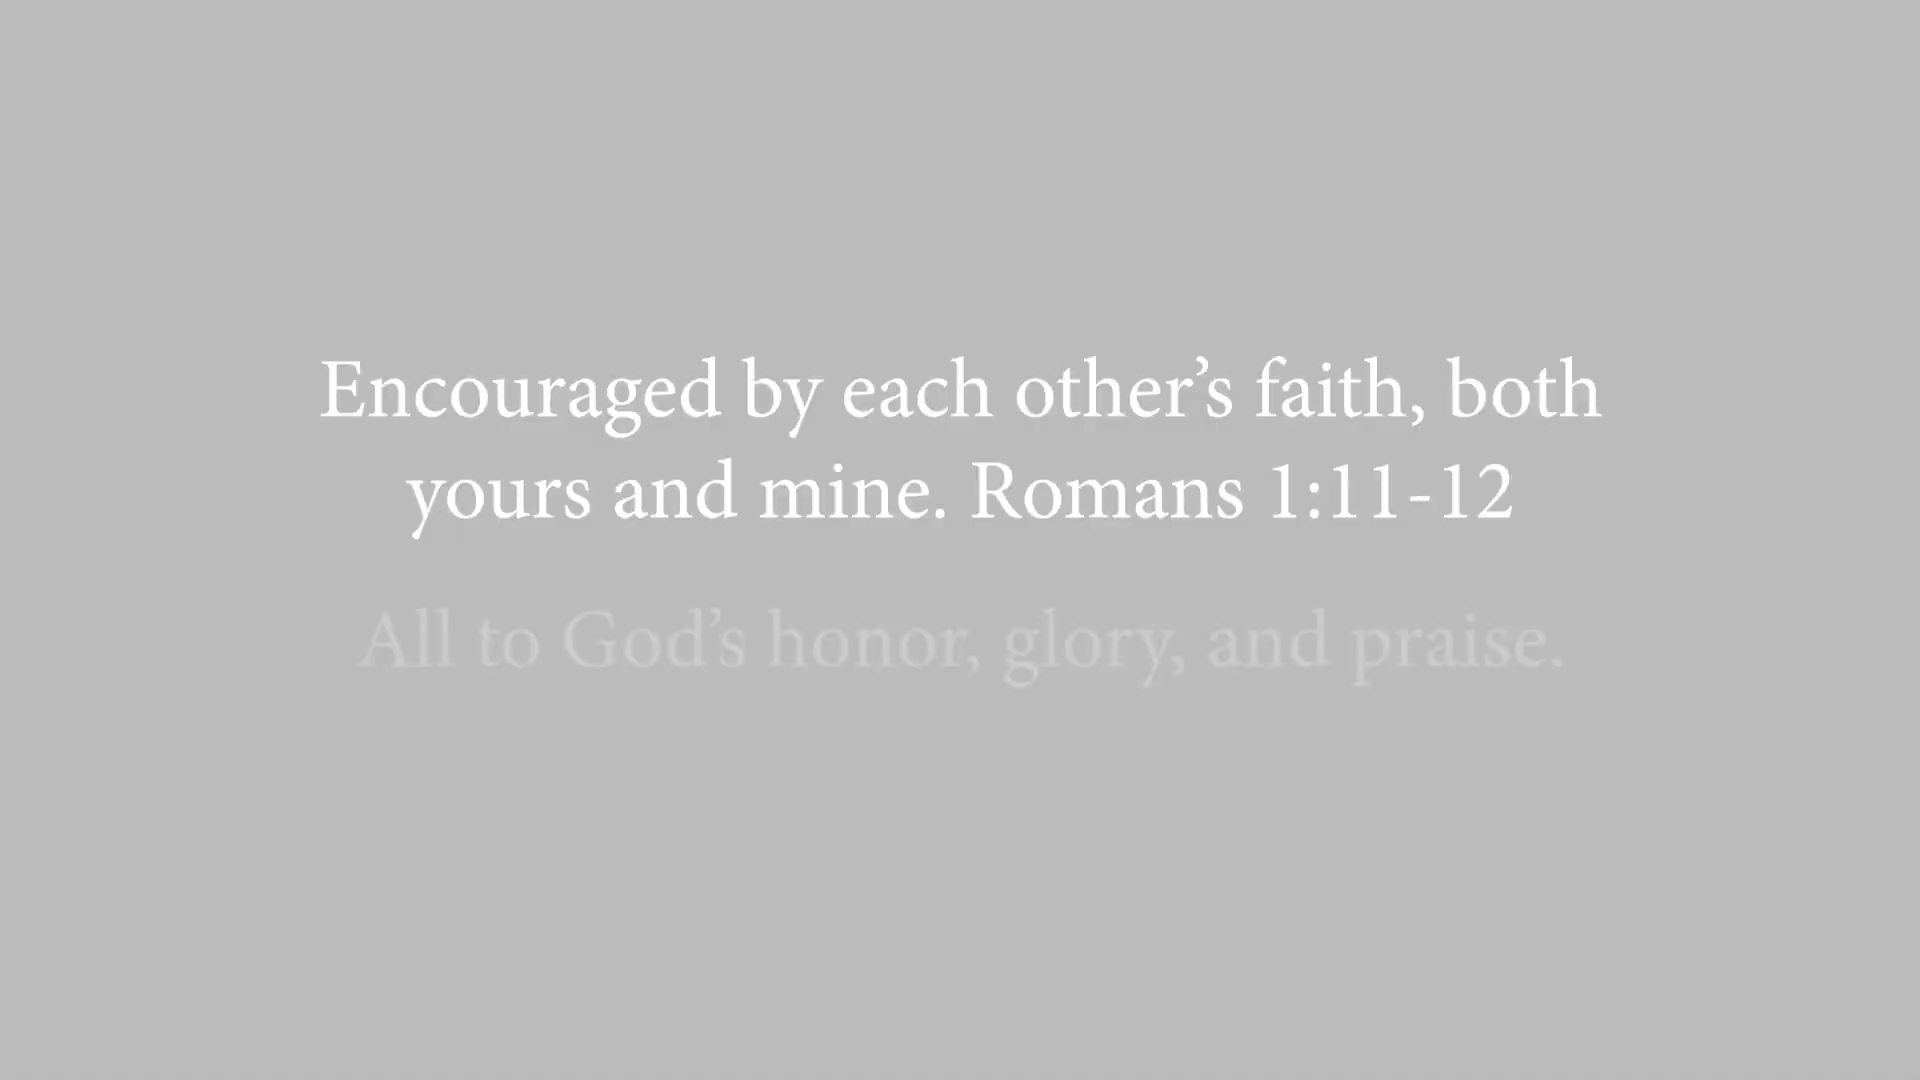 Encouraged by each other’s faith, both
yours and mine. Romans 1:11-12
All to God’s honor, glory, and praise.